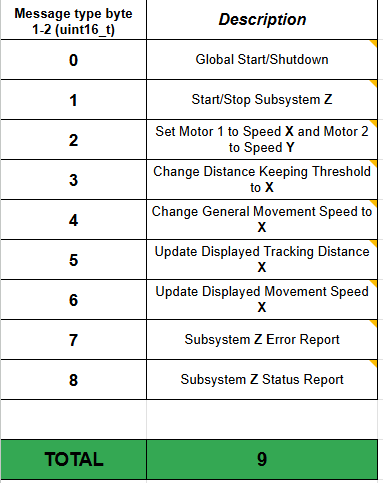 Message type byte
1-2 (uint16_t)
Description
0
Global Start/Shutdown
1
Start/Stop Subsystem Z
2
Set Motor 1 to Speed X and Motor 2
to Speed Y
3
Change Distance Keeping Threshold
to X
4
Change General Movement Speed to
X
5
Update Displayed Tracking Distance
X
6
Update Displayed Movement Speed
X
7
Subsystem Z Error Report
8
Subsystem Z Status Report
TOTAL
9